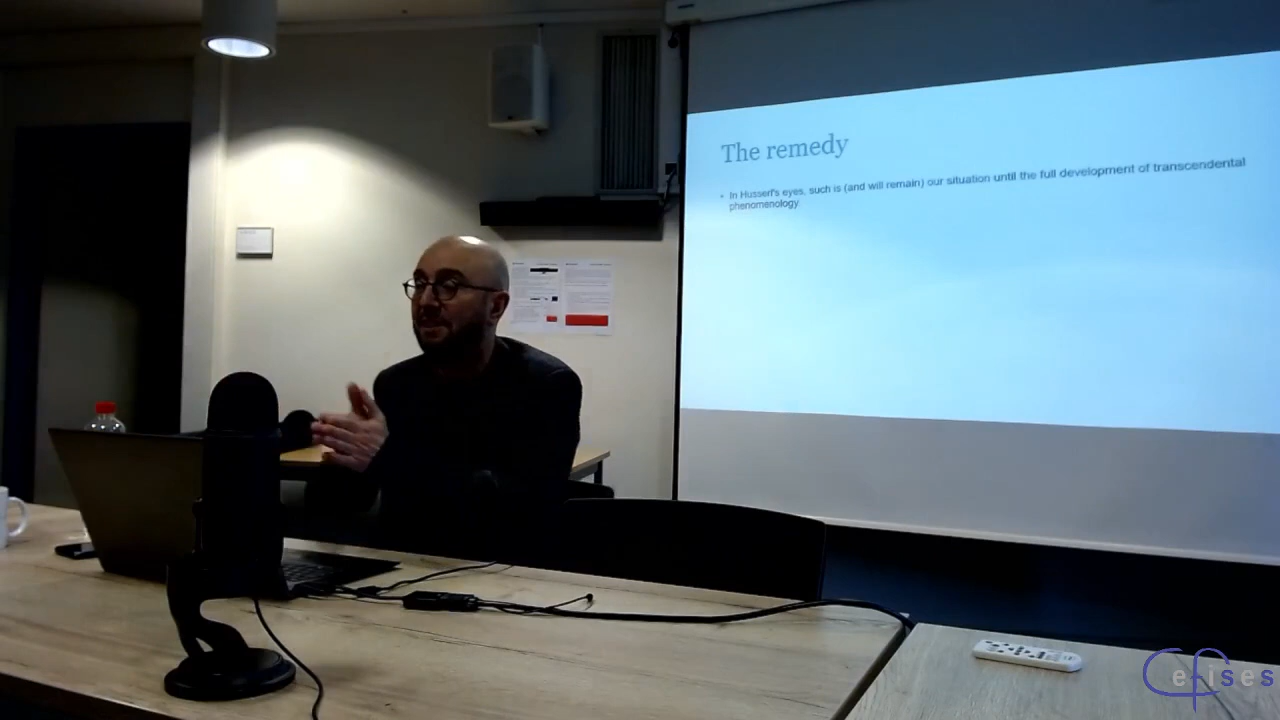 The remedy
• In Husserl's eyes, such is (and will remain) our situation until the full development of transcendental
phenomenology.
Cefises